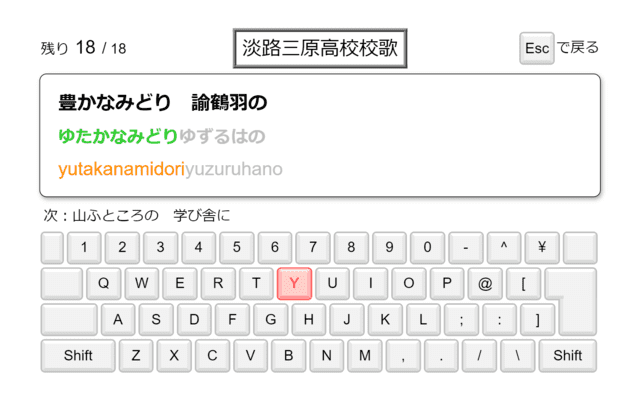 残り 18 / 18
淡路三原高校校歌
Esc で戻る
豊かなみどり　諭鶴羽の
ゆたかなみどりゆずるはの
yutakanamidoriyuzuruhano
次：山ふところの　学び舎に
1 2 3 4 5 6 7 8 9 0 - ^ ¥
Q W E R T Y U I O P @ [
A S D F G H J K L ; : ]
Shift Z X C V B N M , . / \ Shift